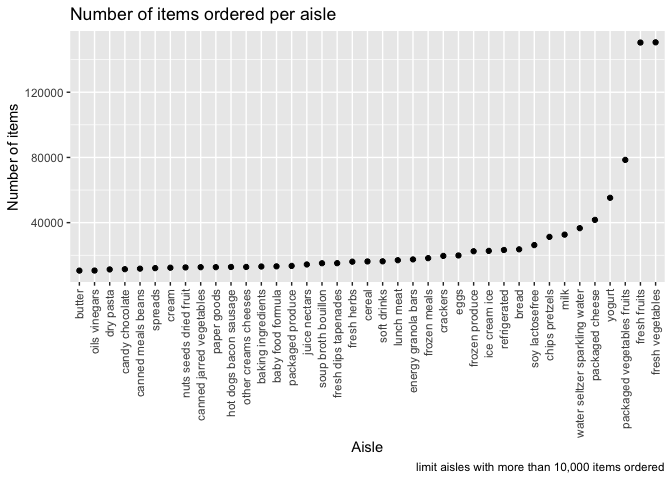 Number of items ordered per aisle
Number of items
120000
80000
40000
butter
oils vinegars
dry pasta
candy chocolate
canned meals beans
spreads
cream
nuts seeds dried fruit
canned jarred vegetables
paper goods
hot dogs bacon sausage
other creams cheeses
baking ingredients
baby food formula
packaged produce
juice nectars
soup broth bouillon
fresh dips tapenades
fresh herbs
cereal
soft drinks
lunch meat
energy granola bars
frozen meals
crackers
eggs
frozen produce
ice cream ice
refrigerated
bread
soy lactosefree
chips pretzels
milk
water seltzer sparkling water
packaged cheese
yogurt
packaged vegetables fruits
fresh fruits
fresh vegetables
Aisle
limit aisles with more than 10,000 items ordered